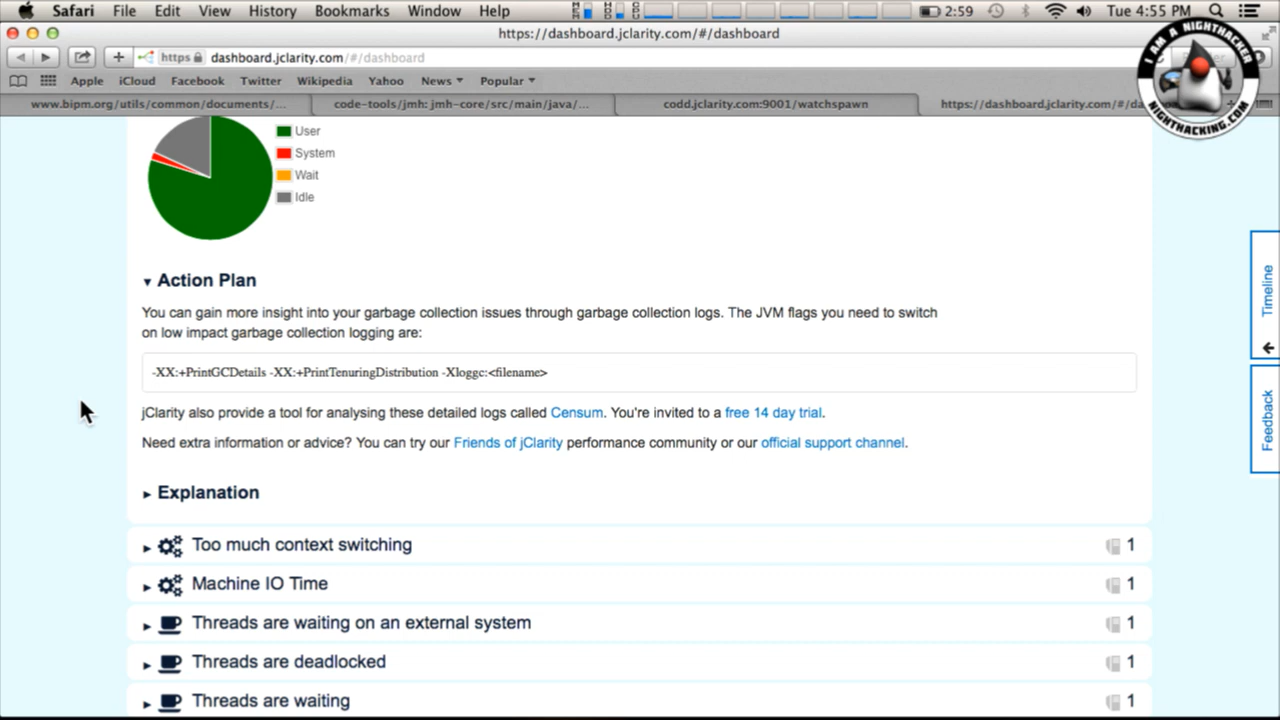 Safari File Edit View History Bookmarks Window Help 2:59 Tue 4:55 PM
https://dashboard.jclarity.com/#/dashboard
https dashboard.jclarity.com/#/dashboard
Apple iCloud Facebook Twitter Wikipedia Yahoo News Popular
www.bipm.org/utils/common/documents/... code-tools/jmh: jmh-core/src/main/java/... codd.jclarity.com:9001/watchspawn https://dashboard.jclarity.com/#/da
I AM A NIGHTHACKER
NIGHTHACKING.COM
User
System
Wait
Idle
Timeline
Action Plan
You can gain more insight into your garbage collection issues through garbage collection logs. The JVM flags you need to switch
on low impact garbage collection logging are:
-XX:+PrintGCDetails -XX:+PrintTenuringDistribution -Xloggc:<filename>
Feedback
jClarity also provide a tool for analysing these detailed logs called Censum. You're invited to a free 14 day trial.
Need extra information or advice? You can try our Friends of jClarity performance community or our official support channel.
Explanation
Too much context switching 1
Machine IO Time 1
Threads are waiting on an external system 1
Threads are deadlocked 1
Threads are waiting 1